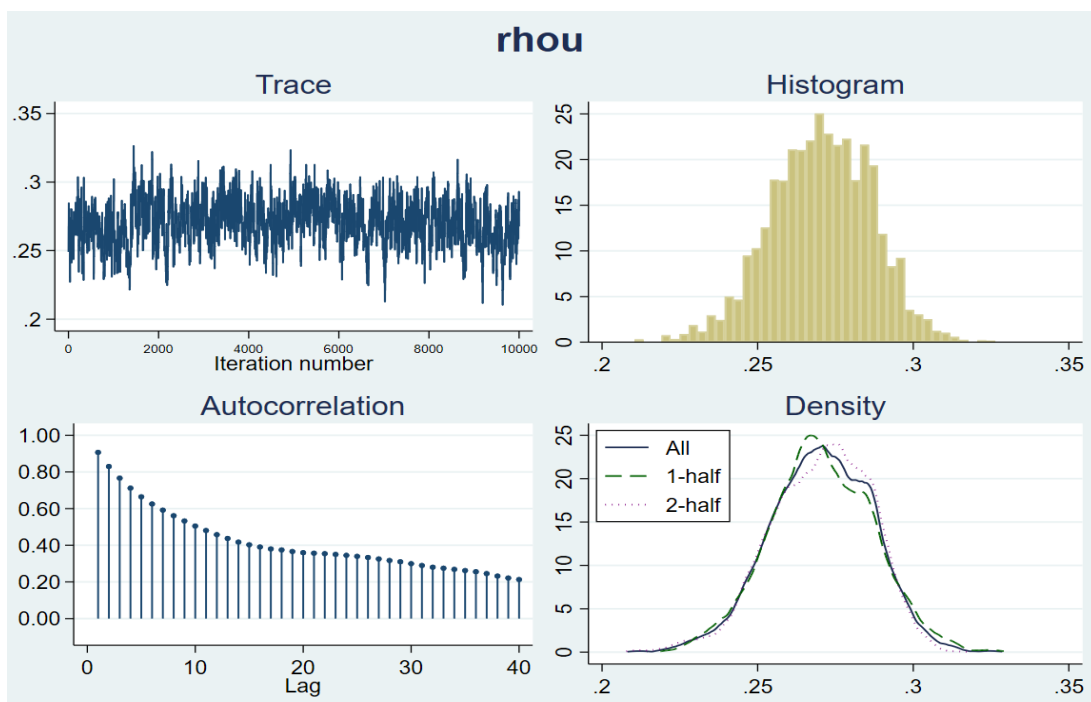 rhou
Trace
.35
.3
.25
.2
0 2000 4000 6000 8000 10000
Iteration number
Histogram
25
20
15
10
5
0
.2 .25 .3 .35
Autocorrelation
1.00
0.80
0.60
0.40
0.20
0.00
0 10 20 30 40
Lag
Density
25
20
15
10
5
0
All
1-half
2-half
.2 .25 .3 .35